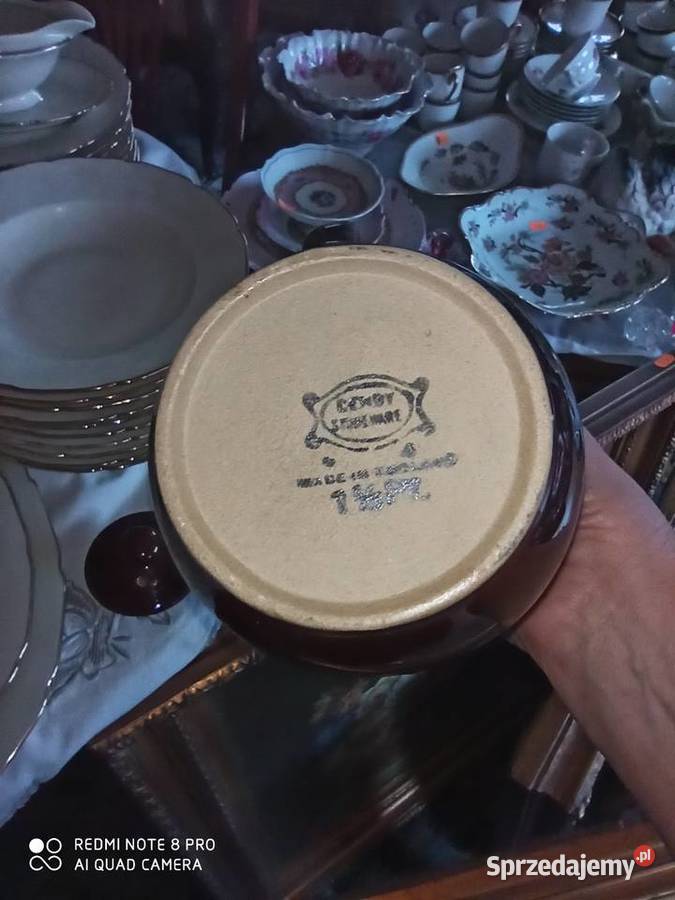 DENBY
STONEWARE
MADE IN ENGLAND
REDMI NOTE 8 PRO
AI QUAD CAMERA
Sprzedajemy.pl